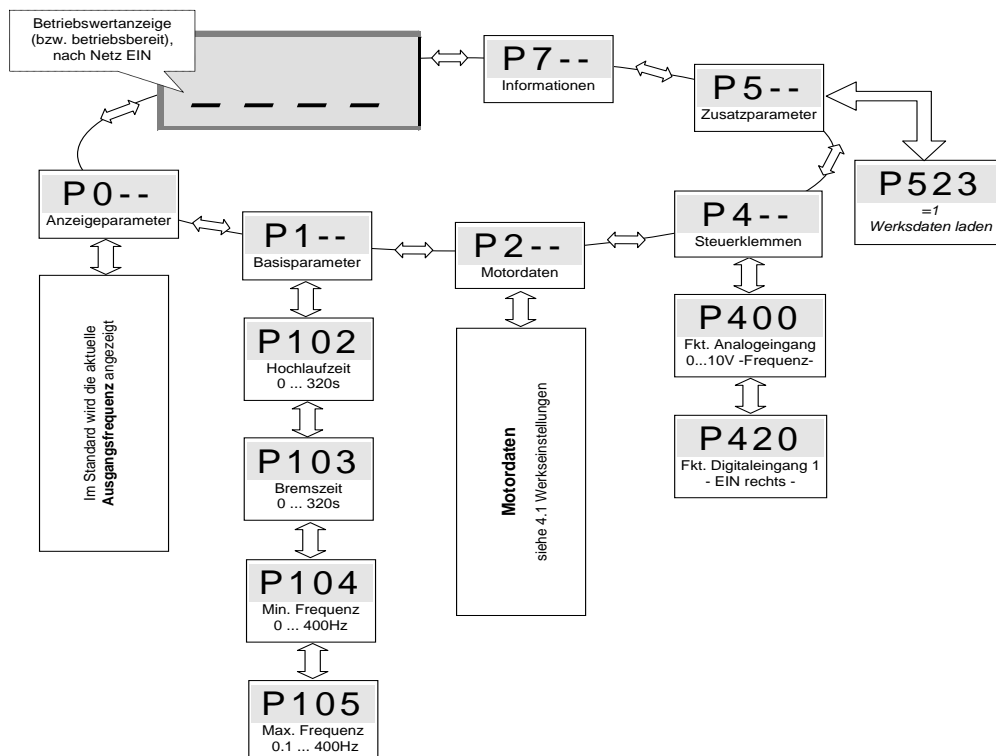 Betriebswertanzeige
(bzw. betriebsbereit),
nach Netz EIN
_ _ _ _
P7--
Informationen
P5--
Zusatzparameter
P523
=1
Werksdaten laden
P0--
Anzeigeparameter
Im Standard wird die aktuelle
Ausgangsfrequenz angezeigt
P1--
Basisparameter
P102
Hochlaufzeit
0 ... 320s
P103
Bremszeit
0 ... 320s
P104
Min. Frequenz
0 ... 400Hz
P105
Max. Frequenz
0.1 ... 400Hz
P2--
Motordaten
Motordaten
siehe 4.1 Werkseinstellungen
P4--
Steuerklemmen
P400
Fkt. Analogeingang
0...10V -Frequenz-
P420
Fkt. Digitaleingang 1
- EIN rechts -